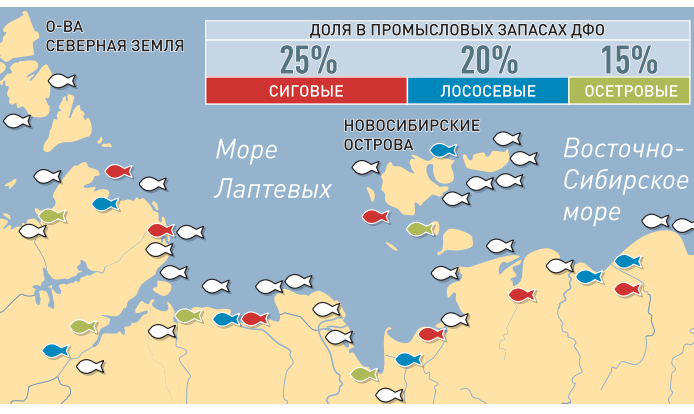 О-ВА
СЕВЕРНАЯ ЗЕМЛЯ
ДОЛЯ В ПРОМЫСЛОВЫХ ЗАПАСАХ ДФО
25% 20% 15%
СИГОВЫЕ ЛОСОСЕВЫЕ ОСЕТРОВЫЕ
Море
Лаптевых
НОВОСИБИРСКИЕ
ОСТРОВА
Восточно-
Сибирское
море